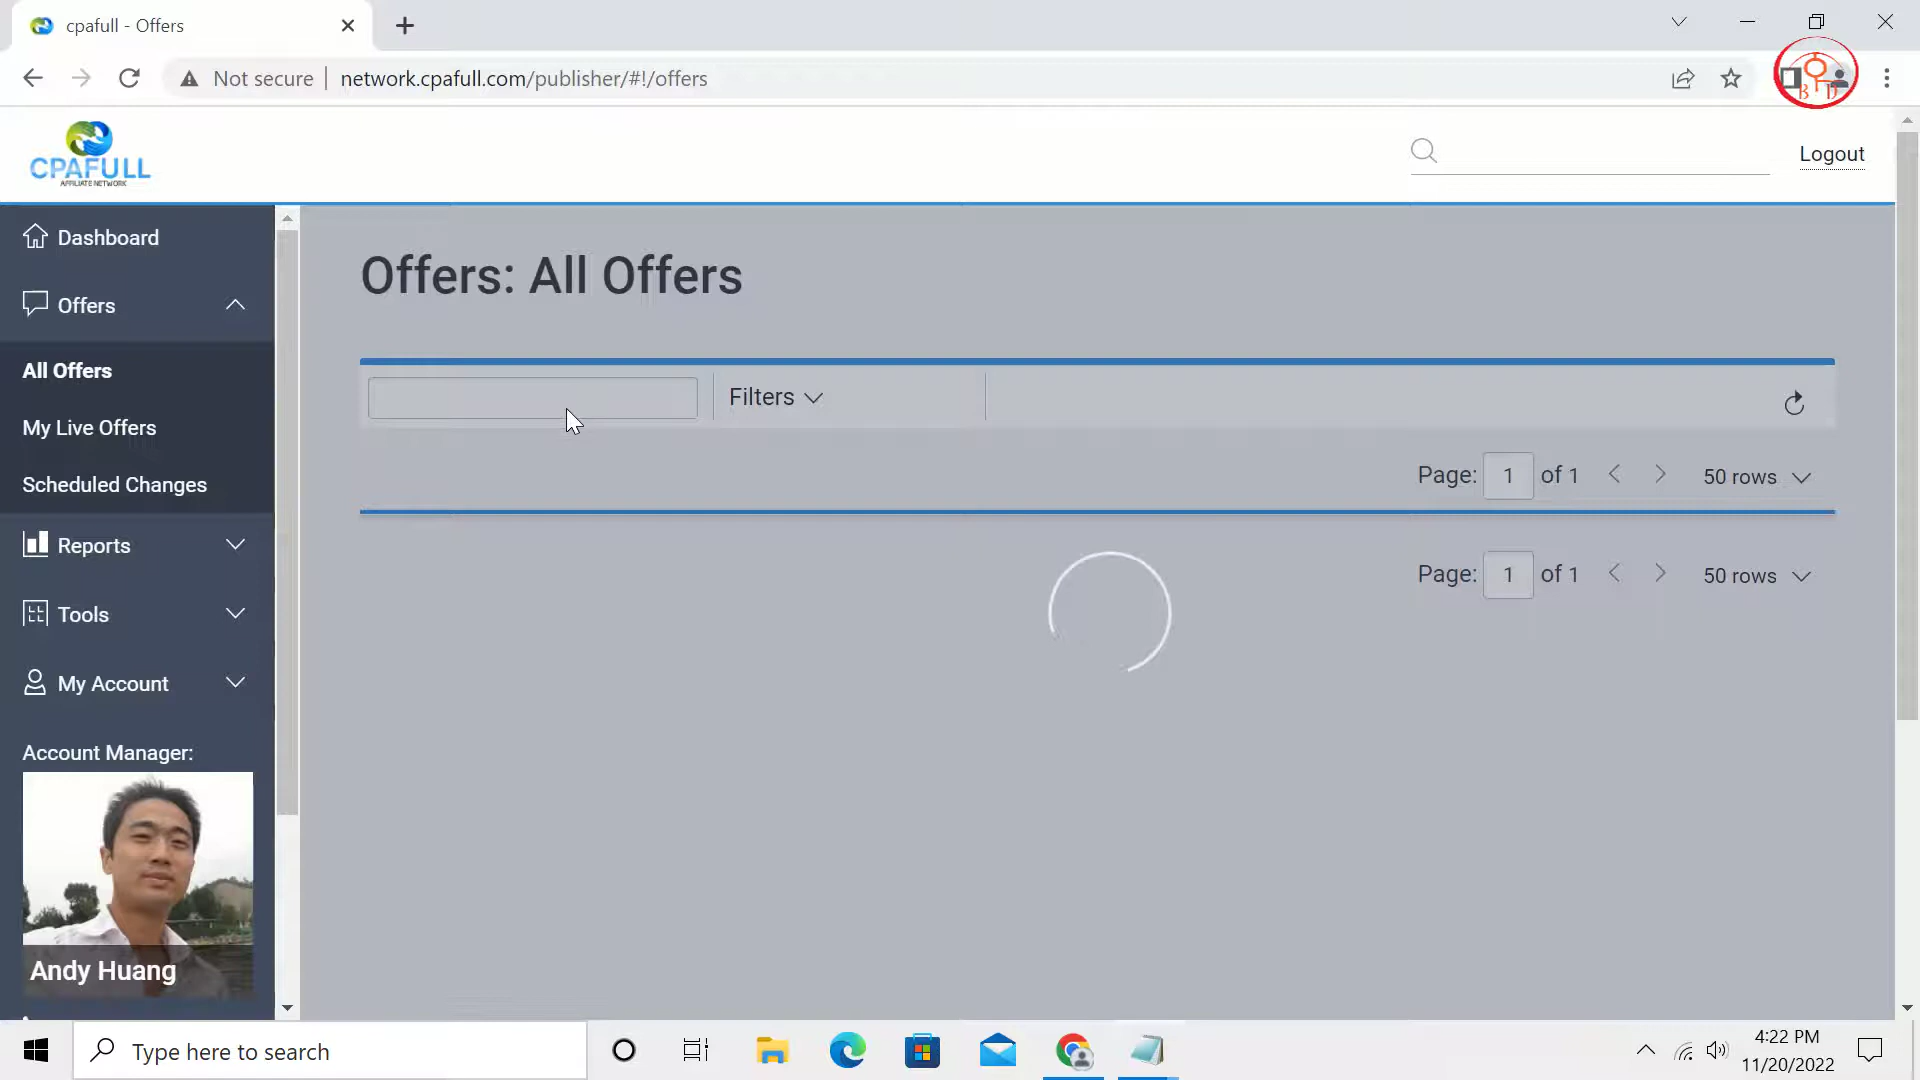 cpafull - Offers
Not secure
network.cpafull.com/publisher/#!/offers
B D
CPAFULL
AFFILIATE NETWORK
Logout
Dashboard
Offers
All Offers
My Live Offers
Scheduled Changes
Reports
Tools
My Account
Account Manager:
Andy Huang
Offers: All Offers
Filters
Page: 1 of 1 50 rows
Page: 1 of 1 50 rows
Type here to search
4:22 PM
11/20/2022